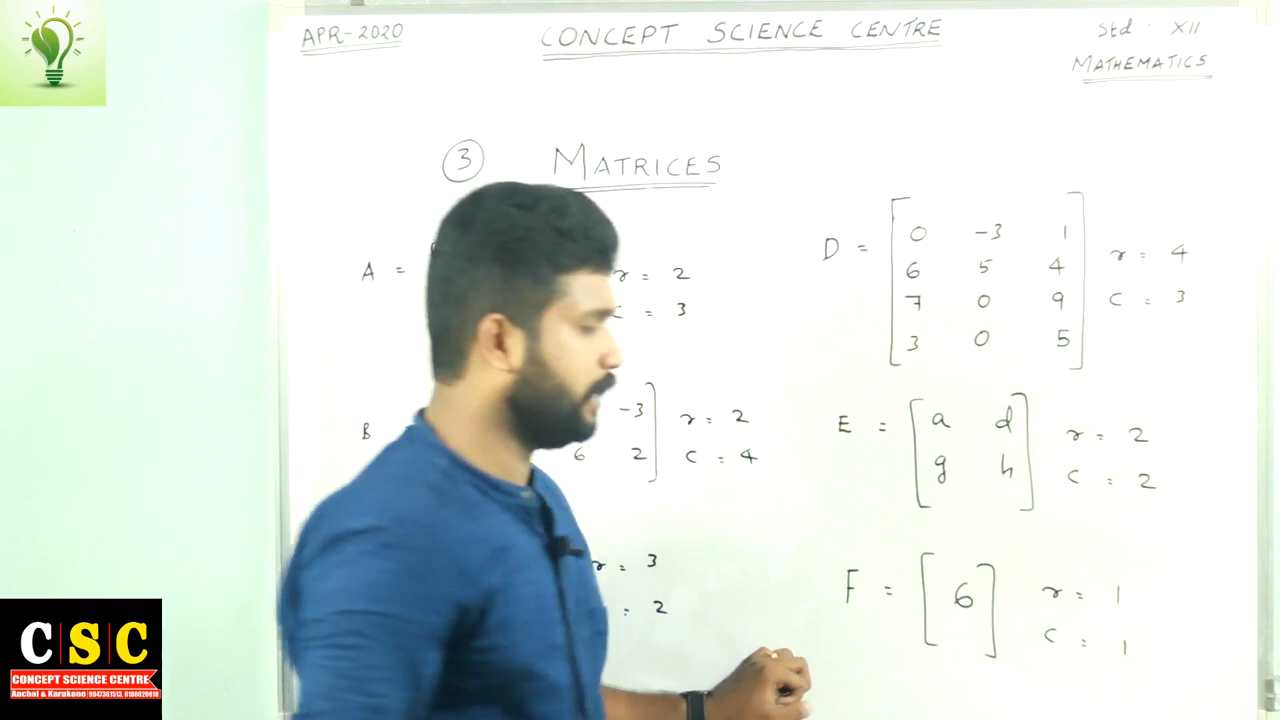 APR-2020 CONCEPT SCIENCE CENTRE Std : XII
MATHEMATICS
3 MATRICES
A = r = 2
c = 3
B -3 r = 2
6 2 c = 4
r = 3
= 2
D = 0 -3 1 r = 4
6 5 4 c = 3
7 0 9
3 0 5
E = a d r = 2
g h c = 2
F = [ 6 ] r = 1
c = 1
CSC
CONCEPT SCIENCE CENTRE
Anchal & Karukone